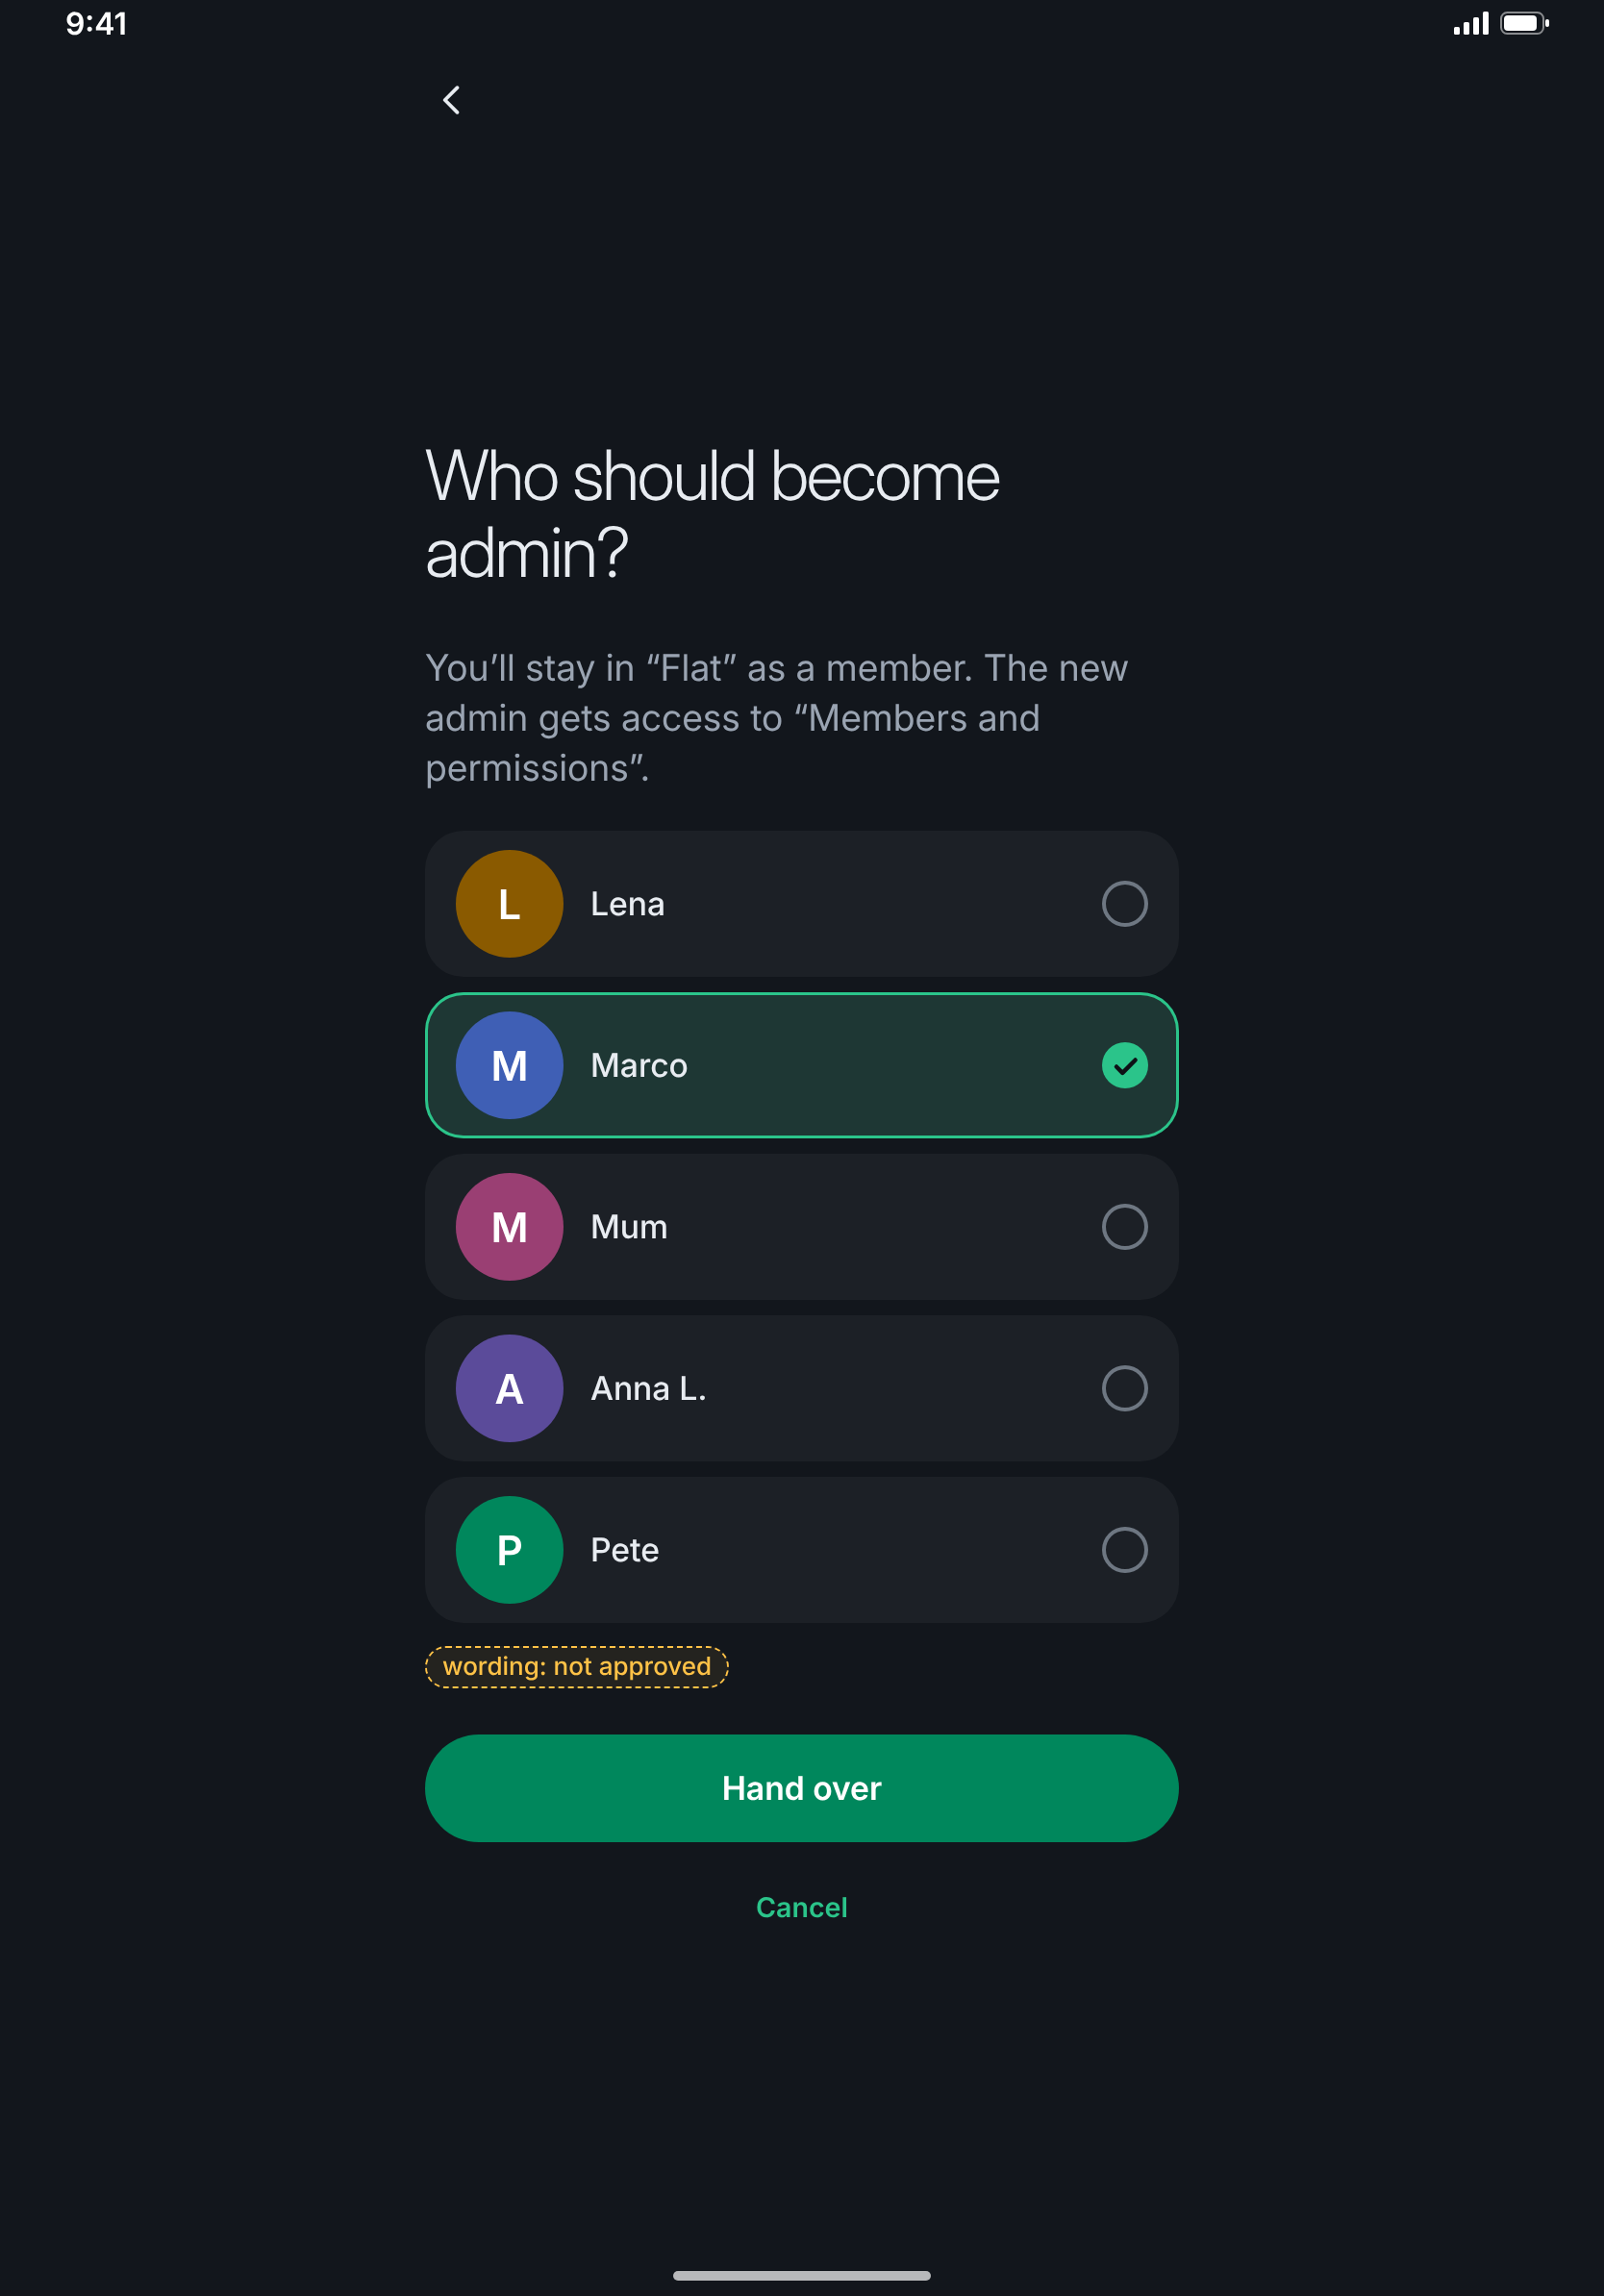 9:41
Who should become
admin?
You’ll stay in “Flat” as a member. The new
admin gets access to “Members and
permissions”.
L Lena
M Marco
M Mum
A Anna L.
P Pete
wording: not approved
Hand over
Cancel